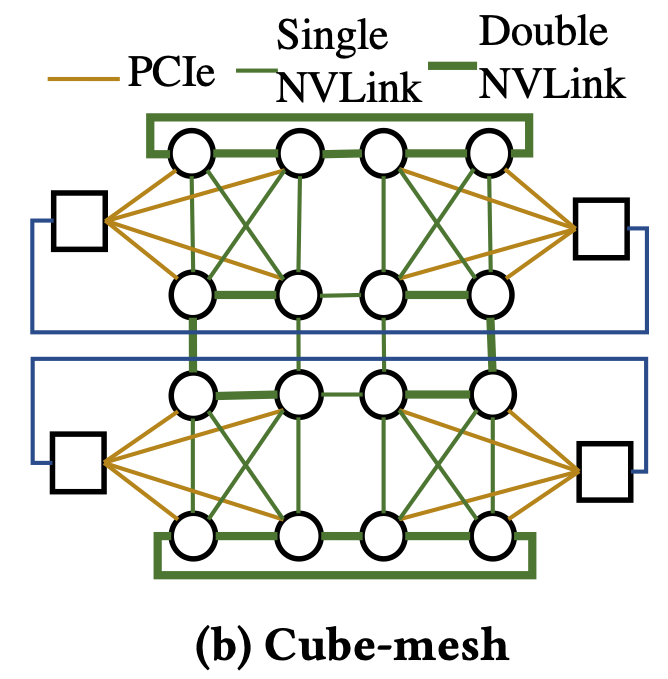 PCIe
Single
NVLink
Double
NVLink
(b) Cube-mesh